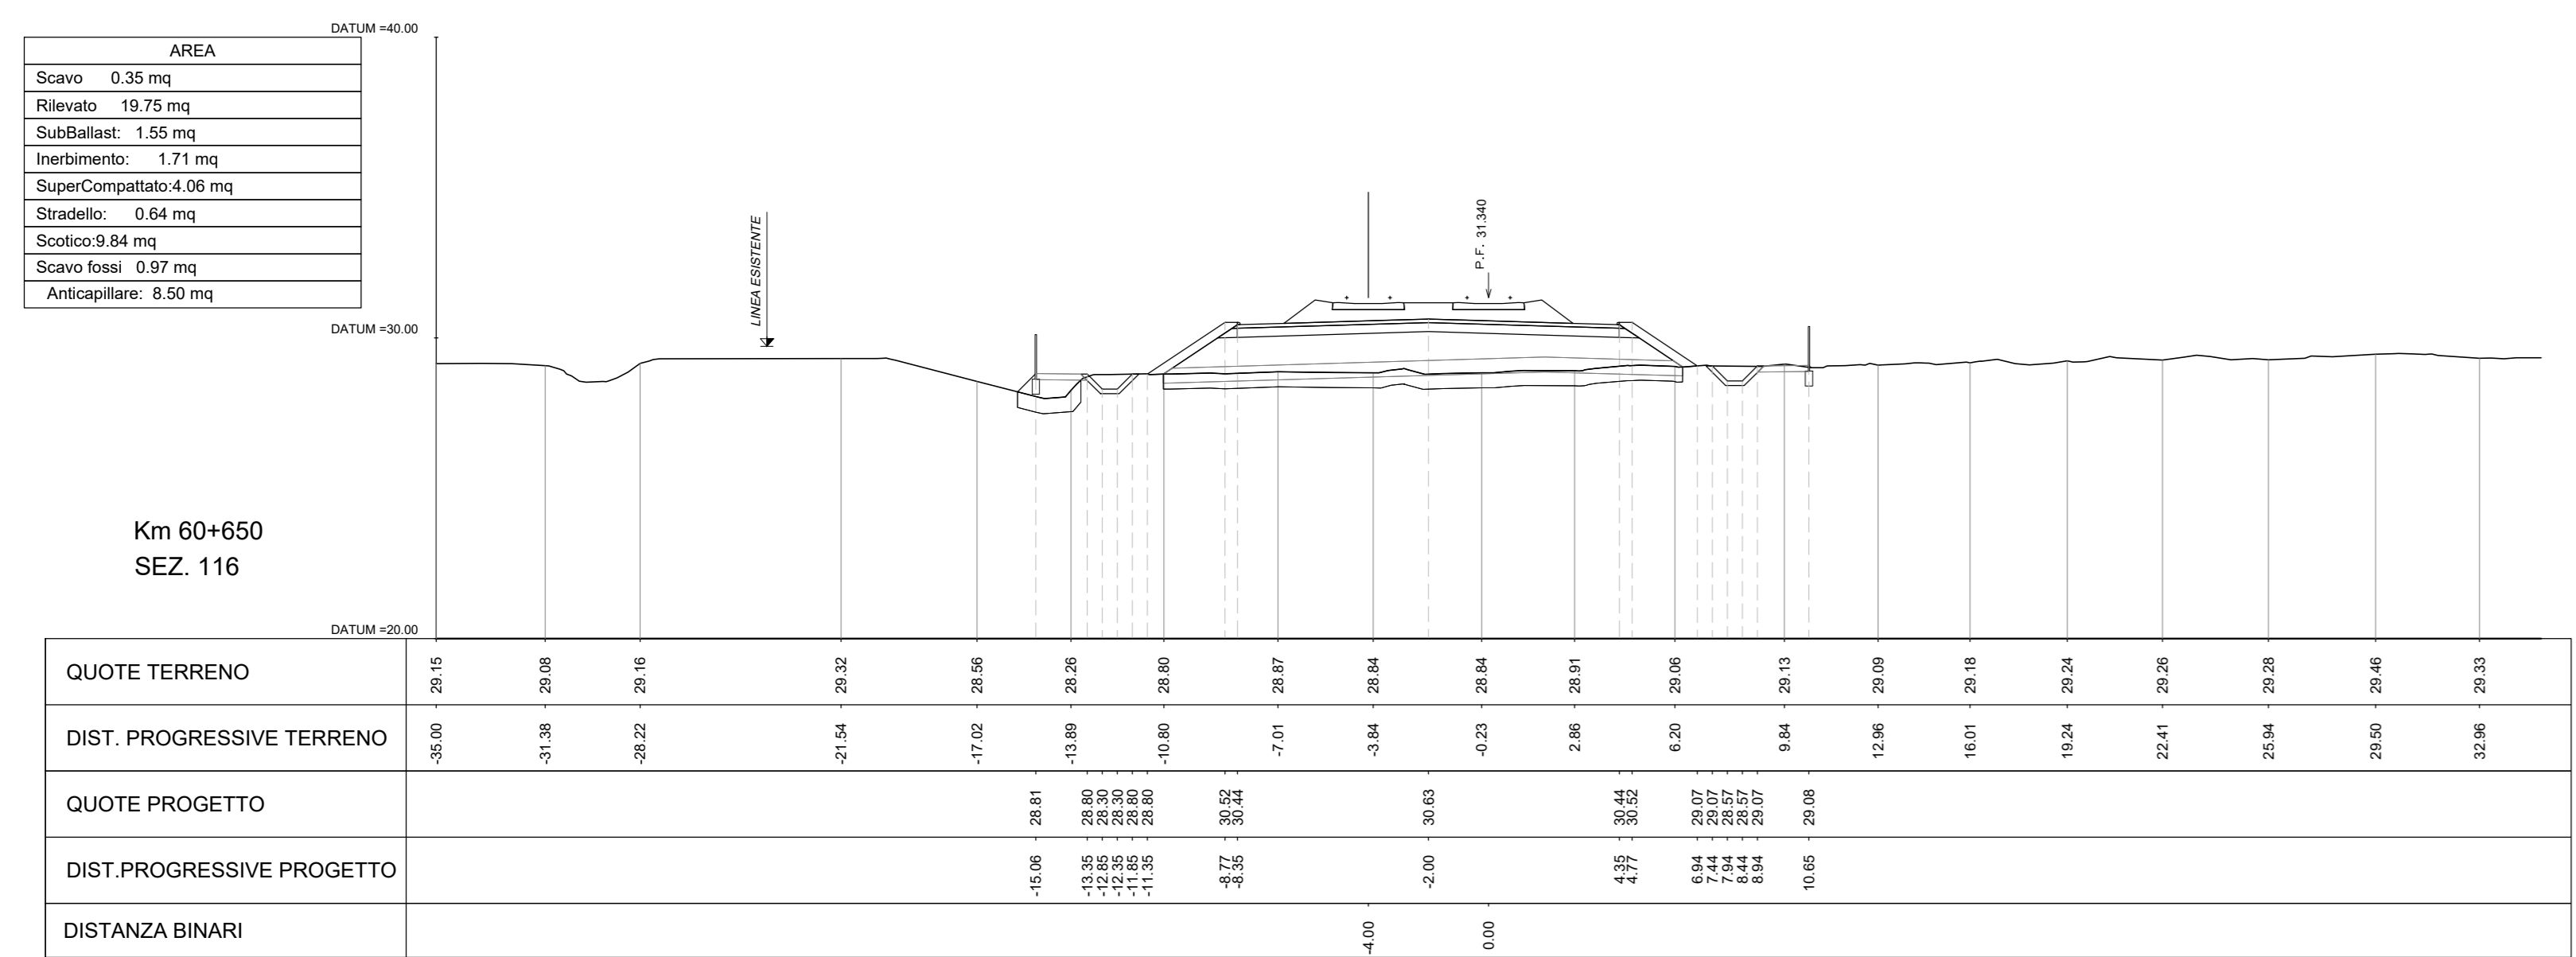 DATUM =40.00
AREA
Scavo 0.35 mq
Rilevato 19.75 mq
SubBallast: 1.55 mq
Inerbimento: 1.71 mq
SuperCompattato:4.06 mq
Stradello: 0.64 mq
Scotico:9.84 mq
Scavo fossi 0.97 mq
Anticapillare: 8.50 mq
LINEA ESISTENTE
P.F. 31.340
DATUM =30.00
Km 60+650
SEZ. 116
DATUM =20.00
QUOTE TERRENO 29.15 29.08 29.16 29.32 28.56 28.26 28.80 28.87 28.84 28.84 28.91 29.06 29.13 29.09 29.18 29.24 29.26 29.28 29.46 29.33
DIST. PROGRESSIVE TERRENO -35.00 -31.38 -28.22 -21.54 -17.02 -13.89 -10.80 -7.01 -3.84 -0.23 2.86 6.20 9.84 12.96 16.01 19.24 22.41 25.94 29.50 32.96
QUOTE PROGETTO 28.81 28.80 28.30 28.30 28.80 28.80 30.52 30.44 30.63 30.44 30.52 29.07 29.07 28.57 28.57 29.07 29.08
DIST.PROGRESSIVE PROGETTO -15.06 -13.35 -12.85 -12.35 -11.85 -11.35 -8.77 -8.35 -2.00 4.35 4.77 6.94 7.44 7.94 8.44 8.94 10.65
DISTANZA BINARI -4.00 0.00